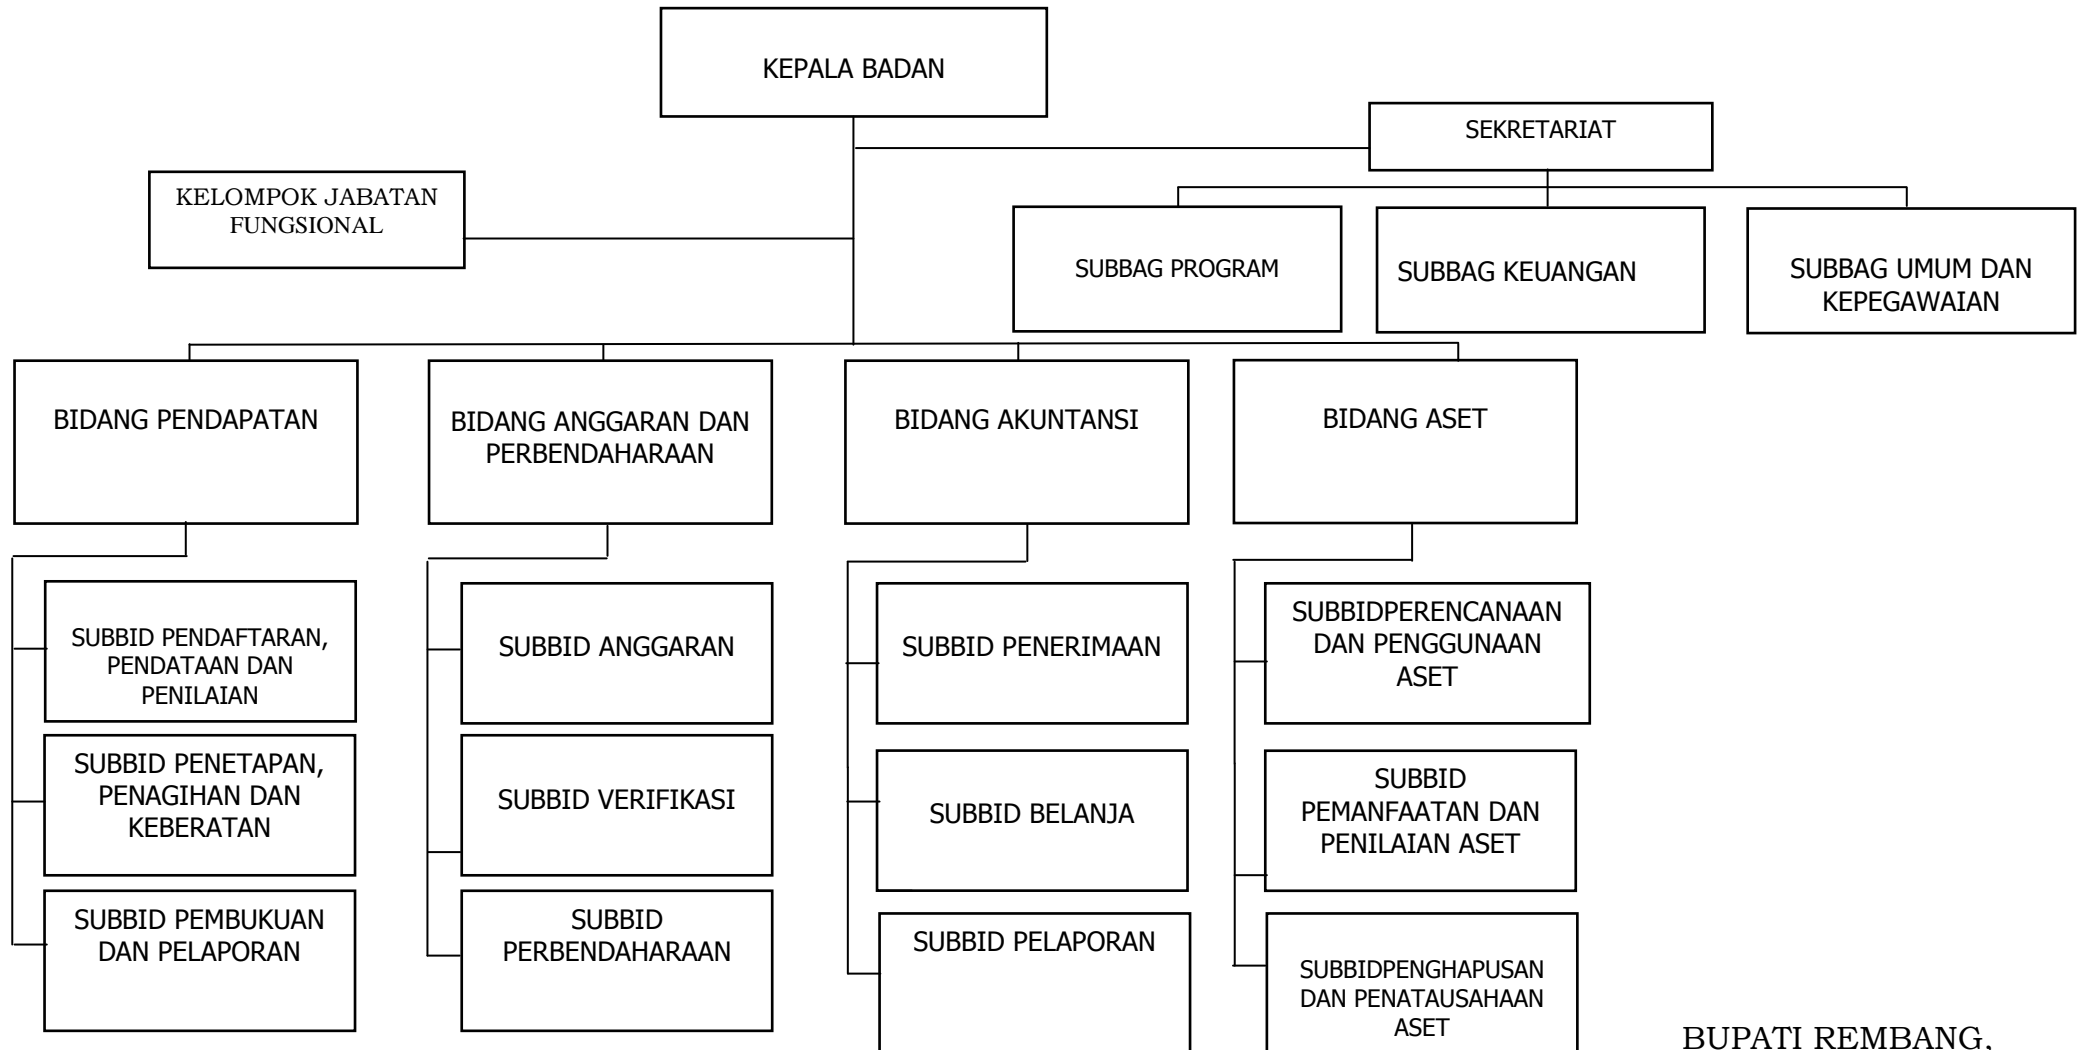 KEPALA BADAN
SEKRETARIAT
KELOMPOK JABATAN
FUNGSIONAL
SUBBAG PROGRAM
SUBBAG KEUANGAN
SUBBAG UMUM DAN
KEPEGAWAIAN
BIDANG PENDAPATAN
BIDANG ANGGARAN DAN
PERBENDAHARAAN
BIDANG AKUNTANSI
BIDANG ASET
SUBBID PENDAFTARAN,
PENDATAAN DAN
PENILAIAN
SUBBID ANGGARAN
SUBBID PENERIMAAN
SUBBIDPERENCANAAN
DAN PENGGUNAAN
ASET
SUBBID PENETAPAN,
PENAGIHAN DAN
KEBERATAN
SUBBID VERIFIKASI
SUBBID BELANJA
SUBBID
PEMANFAATAN DAN
PENILAIAN ASET
SUBBID PEMBUKUAN
DAN PELAPORAN
SUBBID
PERBENDAHARAAN
SUBBID PELAPORAN
SUBBIDPENGHAPUSAN
DAN PENATAUSAHAAN
ASET
BUPATI REMBANG,